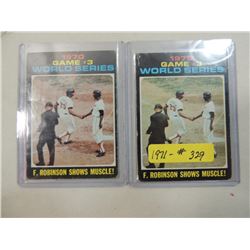 1970
GAME #3
WORLD SERIES
F. ROBINSON SHOWS MUSCLE!
1970
GAME #3
WORLD SERIES
1971- # 329
F. ROBINSON SHOWS MUSCLE!